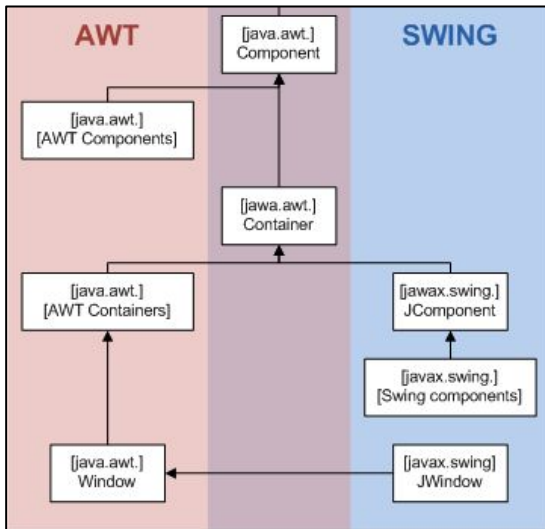 AWT
SWING
[java.awt.]
Component
[java.awt.]
[AWT Components]
[jawa.awt.]
Container
[java.awt.]
[AWT Containers]
[jawax.swing.]
JComponent
[javax.swing.]
[Swing components]
[java.awt.]
Window
[javax.swing]
JWindow